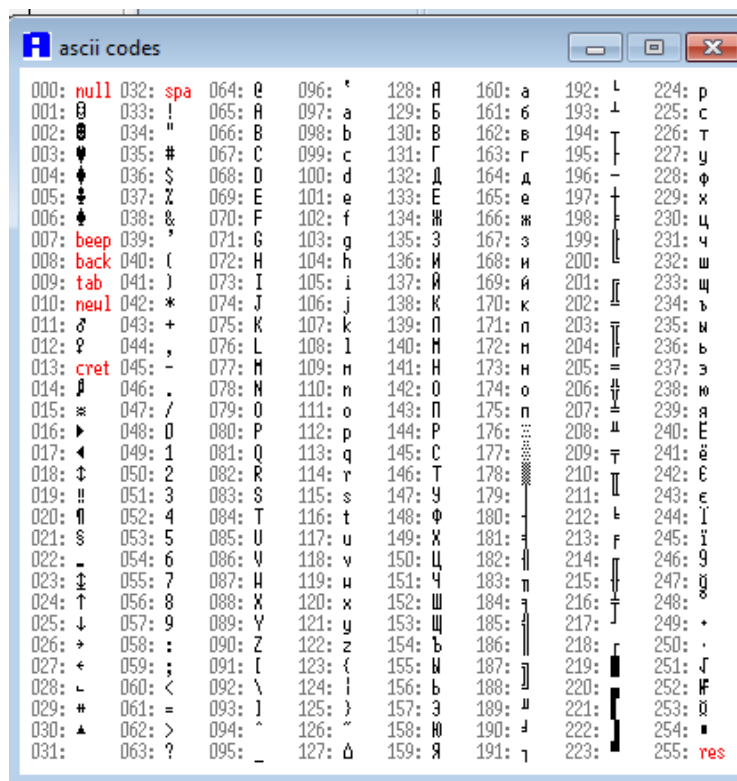 ascii codes
000: null 032: spa 064: @ 096: ` 128: А 160: а 192: └ 224: р
001: ☺ 033: ! 065: A 097: a 129: Б 161: б 193: ┴ 225: с
002: ☻ 034: " 066: B 098: b 130: В 162: в 194: ┬ 226: т
003: ♥ 035: # 067: C 099: c 131: Г 163: г 195: ├ 227: у
004: ♦ 036: $ 068: D 100: d 132: Д 164: д 196: ─ 228: ф
005: ♣ 037: % 069: E 101: e 133: Е 165: е 197: ┼ 229: х
006: ♠ 038: & 070: F 102: f 134: Ж 166: ж 198: ╞ 230: ц
007: beep 039: ' 071: G 103: g 135: З 167: з 199: ╟ 231: ч
008: back 040: ( 072: H 104: h 136: И 168: и 200: ╚ 232: ш
009: tab 041: ) 073: I 105: i 137: Й 169: й 201: ╔ 233: щ
010: newl 042: * 074: J 106: j 138: К 170: к 202: ╩ 234: ъ
011: ♂ 043: + 075: K 107: k 139: Л 171: л 203: ╦ 235: ы
012: ♀ 044: , 076: L 108: l 140: М 172: м 204: ╠ 236: ь
013: cret 045: - 077: M 109: m 141: Н 173: н 205: ═ 237: э
014: ♫ 046: . 078: N 110: n 142: О 174: о 206: ╬ 238: ю
015: ☼ 047: / 079: O 111: o 143: П 175: п 207: ╧ 239: я
016: ► 048: 0 080: P 112: p 144: Р 176: ░ 208: ╨ 240: Ё
017: ◄ 049: 1 081: Q 113: q 145: С 177: ▒ 209: ╤ 241: ё
018: ↕ 050: 2 082: R 114: r 146: Т 178: ▓ 210: ╥ 242: Є
019: ‼ 051: 3 083: S 115: s 147: У 179: │ 211: ╙ 243: є
020: ¶ 052: 4 084: T 116: t 148: Ф 180: ┤ 212: ╘ 244: Ї
021: § 053: 5 085: U 117: u 149: Х 181: ╡ 213: ╒ 245: ї
022: ▬ 054: 6 086: V 118: v 150: Ц 182: ╢ 214: ╓ 246: Ў
023: ↨ 055: 7 087: W 119: w 151: Ч 183: ╖ 215: ╫ 247: ў
024: ↑ 056: 8 088: X 120: x 152: Ш 184: ╕ 216: ╪ 248: °
025: ↓ 057: 9 089: Y 121: y 153: Щ 185: ╣ 217: ┘ 249: ∙
026: → 058: : 090: Z 122: z 154: Ъ 186: ║ 218: ┌ 250: ·
027: ← 059: ; 091: [ 123: { 155: Ы 187: ╗ 219: █ 251: √
028: ∟ 060: < 092: \ 124: | 156: Ь 188: ╝ 220: ▄ 252: №
029: ↔ 061: = 093: ] 125: } 157: Э 189: ╜ 221: ▌ 253: ¤
030: ▲ 062: > 094: ^ 126: ~ 158: Ю 190: ╛ 222: ▐ 254: ■
031: 063: ? 095: _ 127: ⌂ 159: Я 191: ┐ 223: ▀ 255: res